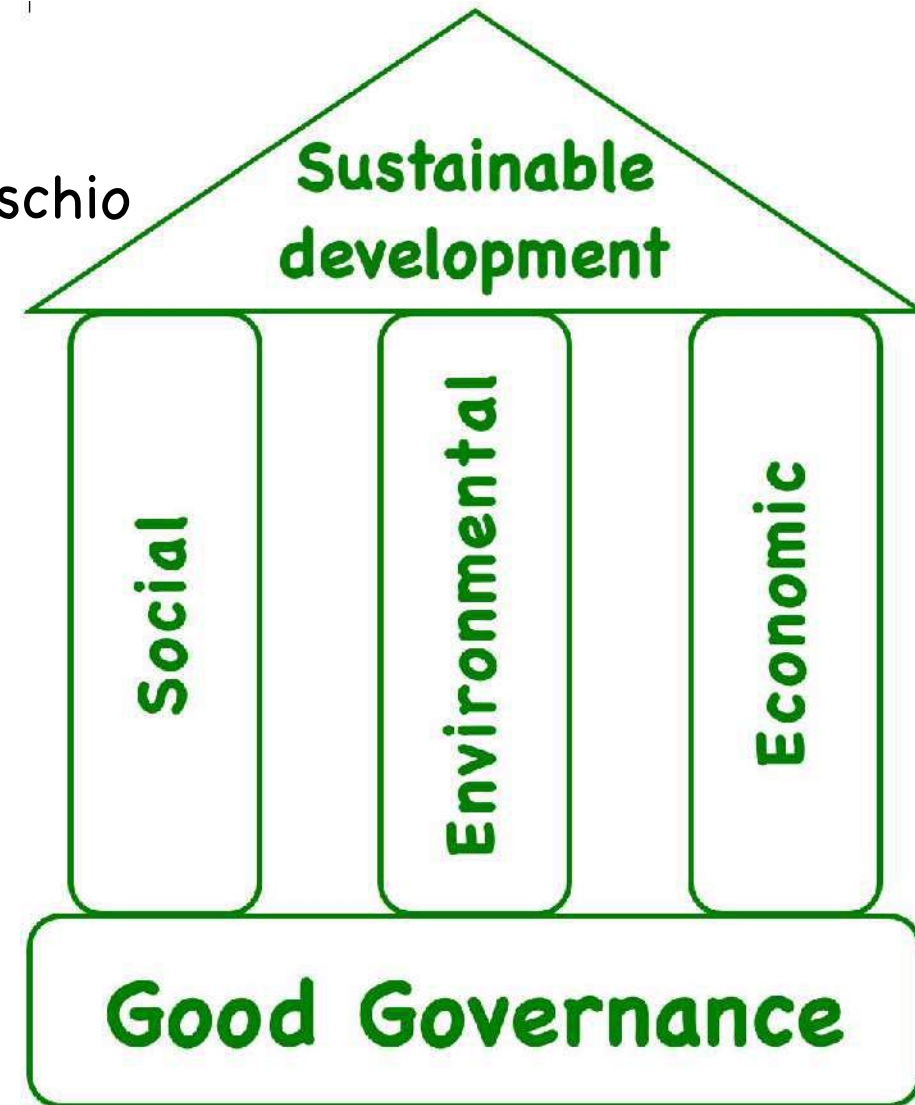 Sustainable
development
schio
Social
Environmental
Economic
Good Governance